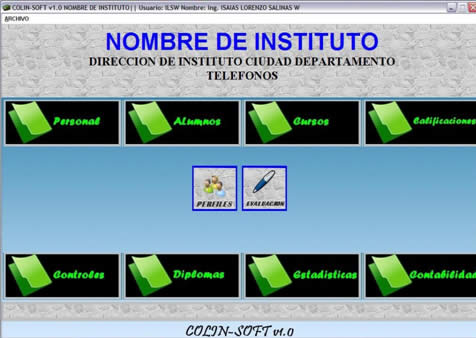 COLIN-SOFT v1.0 NOMBRE DE INSTITUTO|| Usuario: ILSW Nombre: Ing. ISAIAS LORENZO SALINAS W
ARCHIVO
NOMBRE DE INSTITUTO
DIRECCION DE INSTITUTO CIUDAD DEPARTAMENTO
TELEFONOS
Personal ALumnos Cursos Calificaciones
PERFILES EVALUACION
Controles Diplomas Estadisticas Contabilidad
COLIN-SOFT v1.0